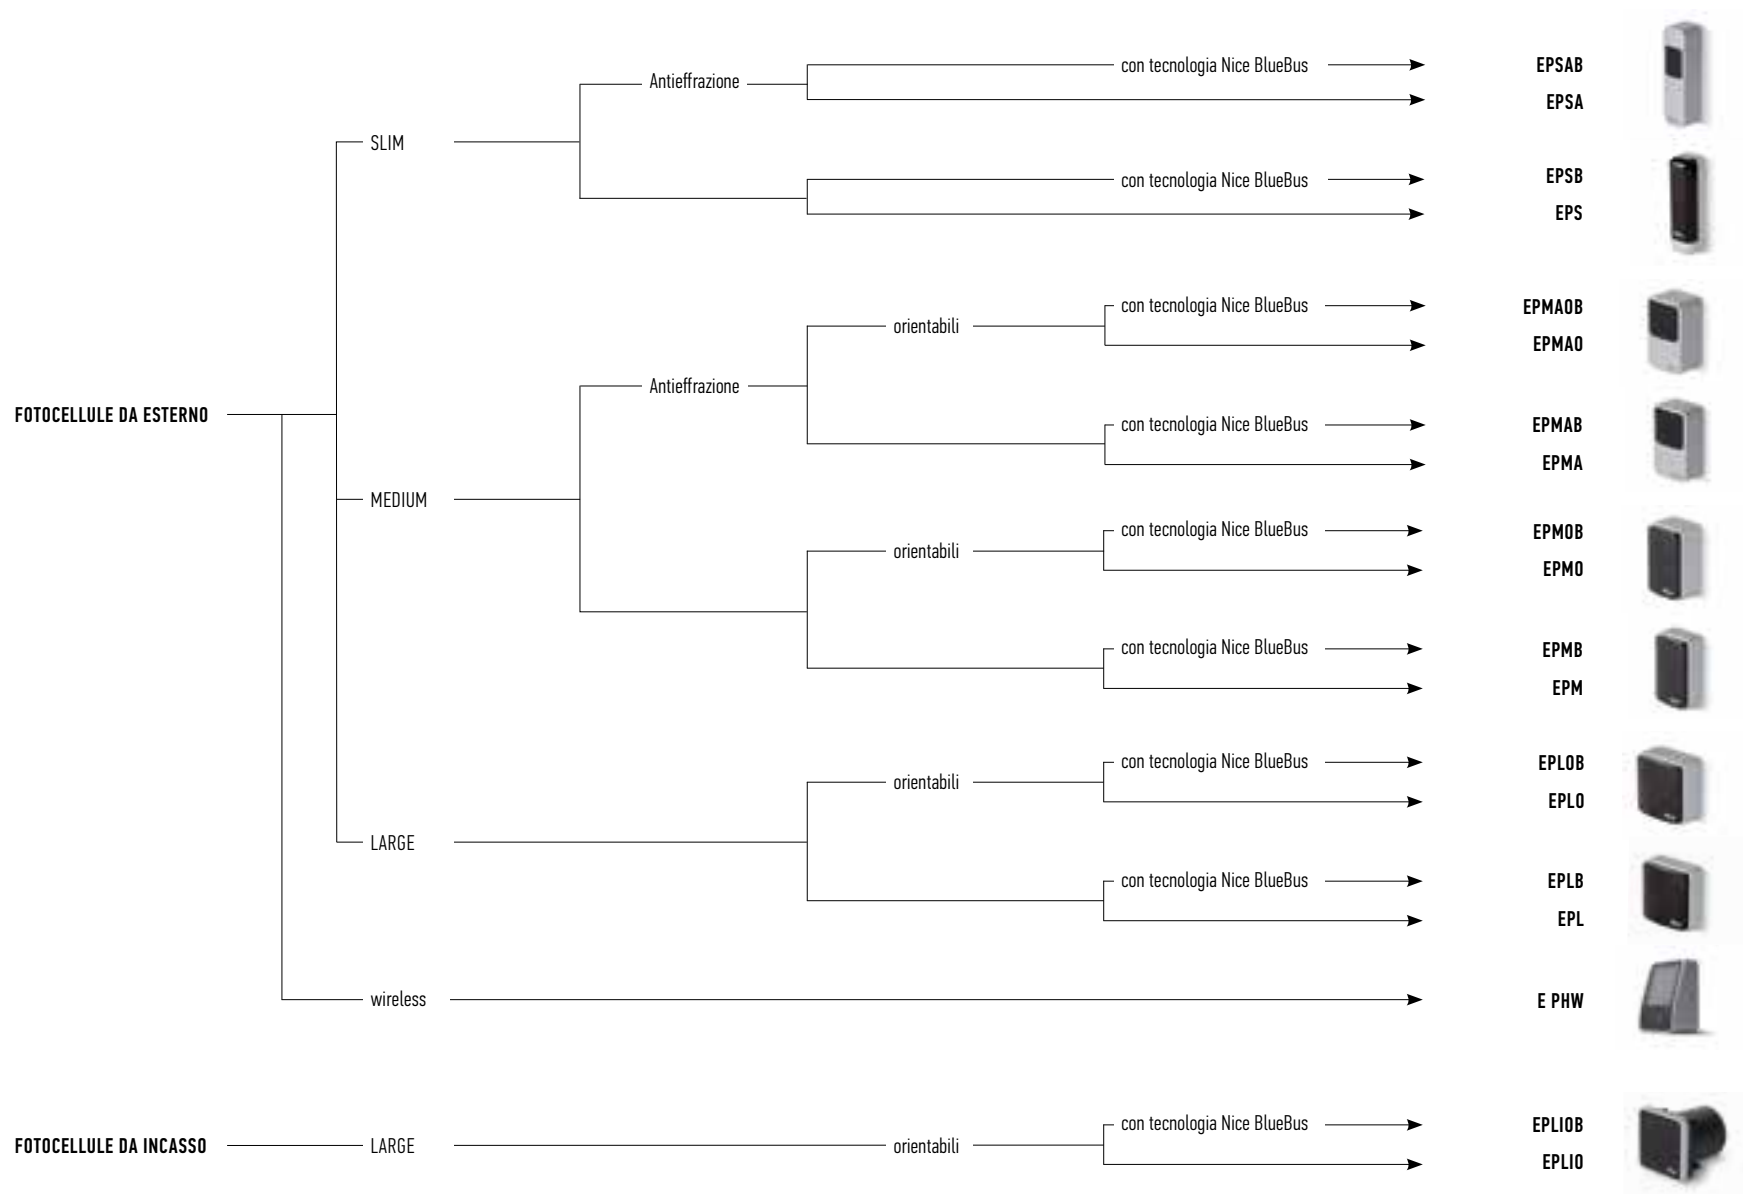 con tecnologia Nice BlueBus
EPSAB
Antieffrazione
EPSA
SLIM
con tecnologia Nice BlueBus
EPSB
EPS
con tecnologia Nice BlueBus
EPMAOB
orientabili
EPMAO
Antieffrazione
FOTOCELLULE DA ESTERNO
con tecnologia Nice BlueBus
EPMAB
EPMA
MEDIUM
con tecnologia Nice BlueBus
EPMOB
orientabili
EPMO
con tecnologia Nice BlueBus
EPMB
EPM
con tecnologia Nice BlueBus
EPLOB
orientabili
EPLO
LARGE
con tecnologia Nice BlueBus
EPLB
EPL
wireless
E PHW
con tecnologia Nice BlueBus
EPLIOB
FOTOCELLULE DA INCASSO
LARGE
orientabili
EPLIO